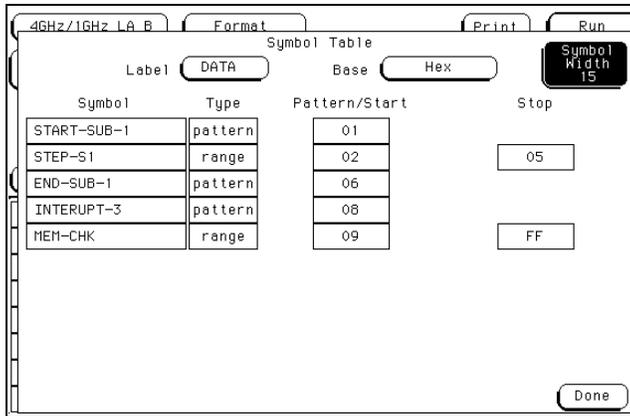 4GHz/1GHz LA B Format Print Run
Symbol Table
Label DATA Base Hex
Symbol
Width
15
Symbol Type Pattern/Start Stop
START-SUB-1 pattern 01
STEP-S1 range 02 05
END-SUB-1 pattern 06
INTERUPT-3 pattern 08
MEM-CHK range 09 FF
Done